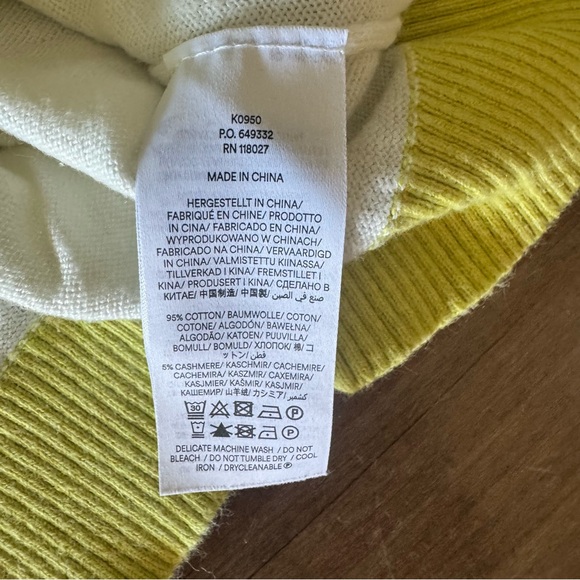 K0950
P.O. 649332
RN 118027
MADE IN CHINA
HERGESTELLT IN CHINA/
FABRIQUÉ EN CHINE/ PRODOTTO
IN CINA/ FABRICADO EN CHINA/
WYPRODUKOWANO W CHINACH/
FABRICADO NA CHINA/ VERVAARDIGD
IN CHINA/ VALMISTETTU KIINASSA/
TILLVERKAD I KINA/ FREMSTILLET I
KINA/ PRODUSERT I KINA/ СДЕЛАНО В
КИТАЕ/ 中国制造/ 中国製/ صنع في الصين
95% COTTON/ BAUMWOLLE/ COTON/
COTONE/ ALGODÓN/ BAWEŁNA/
ALGODÃO/ KATOEN/ PUUVILLA/
BOMULL/ BOMULD/ ХЛОПОК/ 棉/ コ
ットン/ قطن
5% CASHMERE/ KASCHMIR/ CACHEMIRE/
CACHEMIRA/ KASZMIR/ CAXEMIRA/
KASJMIER/ KAŠMIR/ KASJMIR/
КАШЕМИР/ 山羊绒/ カシミア/ كشمير
30 P
P
DELICATE MACHINE WASH / DO NOT
BLEACH / DO NOT TUMBLE DRY / COOL
IRON / DRYCLEANABLE P